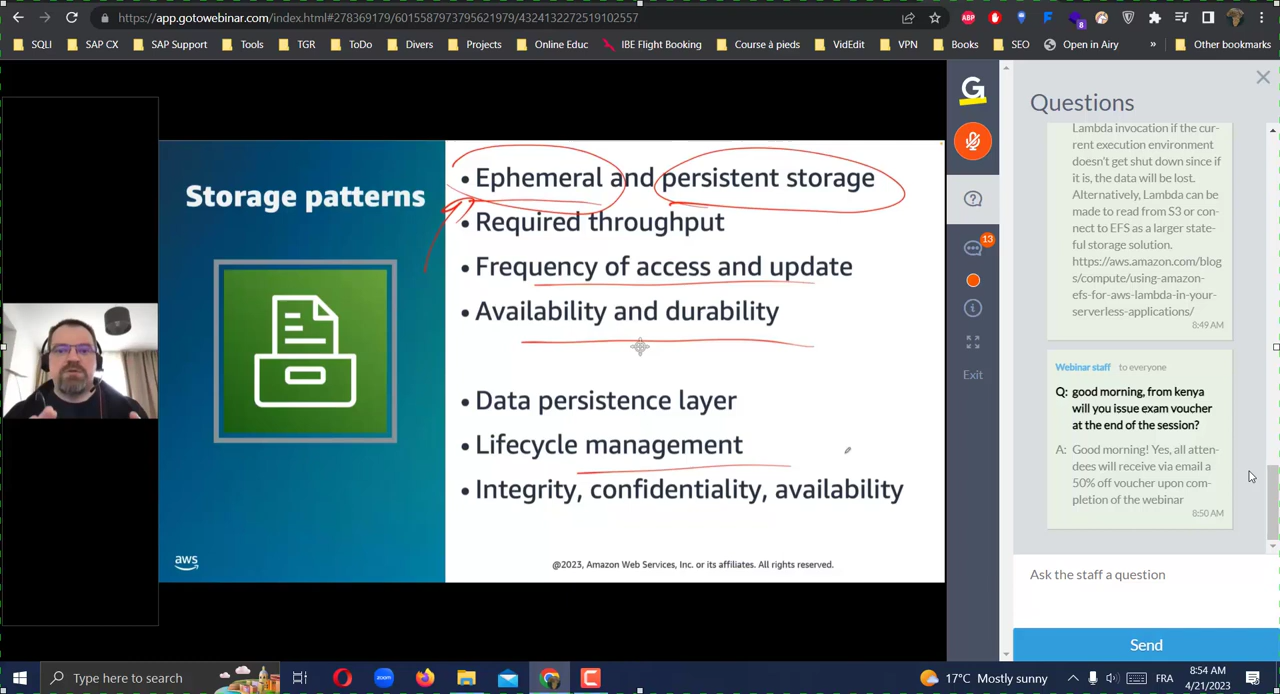 https://app.gotowebinar.com/index.html#278369179/6015587973795621979/4324132272519102557
ABP
8
SQLI
SAP CX
SAP Support
Tools
TGR
ToDo
Divers
Projects
Online Educ
IBE Flight Booking
Course à pieds
VidEdit
VPN
Books
SEO
Open in Airy
»
Other bookmarks
Storage patterns
aws
• Ephemeral and persistent storage
• Required throughput
• Frequency of access and update
• Availability and durability
• Data persistence layer
• Lifecycle management
• Integrity, confidentiality, availability
@2023, Amazon Web Services, Inc. or its affiliates. All rights reserved.
G
13
Exit
Questions
Lambda invocation if the cur-
rent execution environment
doesn't get shut down since if
it is, the data will be lost.
Alternatively, Lambda can be
made to read from S3 or con-
nect to EFS as a larger state-
ful storage solution.
https://aws.amazon.com/blog
s/compute/using-amazon-
efs-for-aws-lambda-in-your-
serverless-applications/
8:49 AM
Webinar staff to everyone
Q: good morning, from kenya
will you issue exam voucher
at the end of the session?
A: Good morning! Yes, all atten-
dees will receive via email a
50% off voucher upon com-
pletion of the webinar
8:50 AM
Ask the staff a question
Send
Type here to search
zoom
17°C Mostly sunny
FRA
8:54 AM
4/21/2023